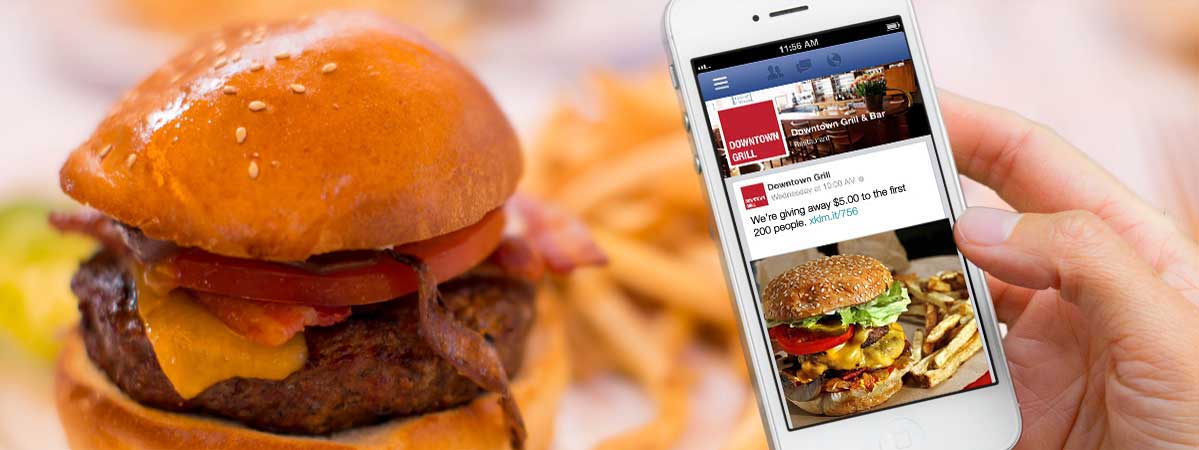 11:56 AM
DOWNTOWN
GRILL
Downtown Grill & Bar
Restaurant
Downtown Grill
Wednesday at 10:00 AM
We're giving away $5.00 to the first
200 people. xklm.it/756